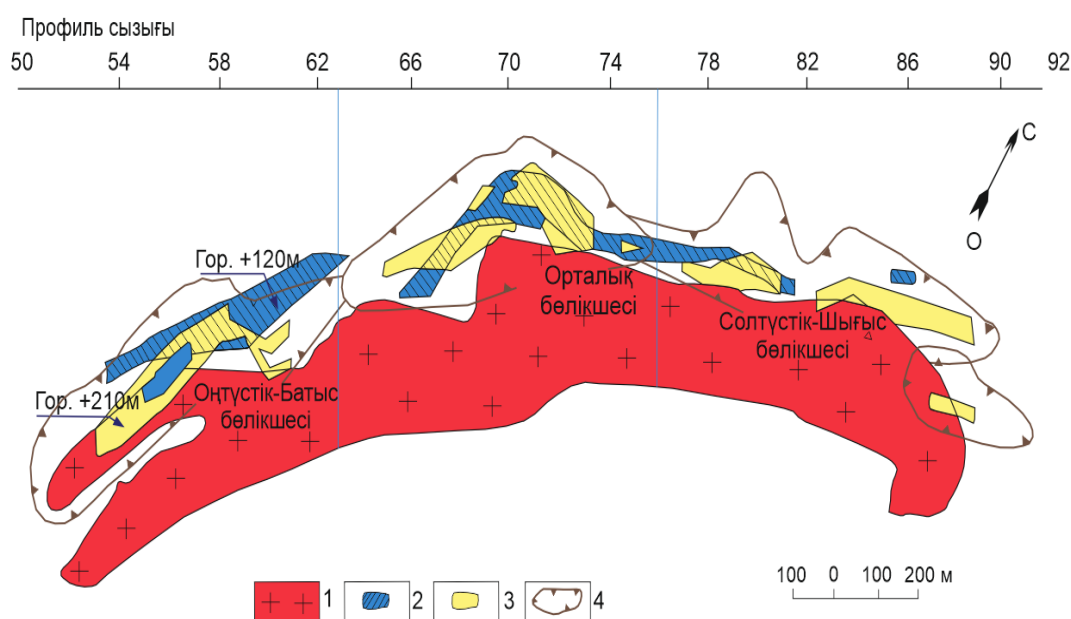 Профиль сызығы
50 54 58 62 66 70 74 78 82 86 90 92
С
О
Гор. +120м
Орталық
бөлікшесі
Солтүстік-Шығыс
бөлікшесі
Оңтүстік-Батыс
бөлікшесі
Гор. +210м
1 2 3 4
100 0 100 200 м